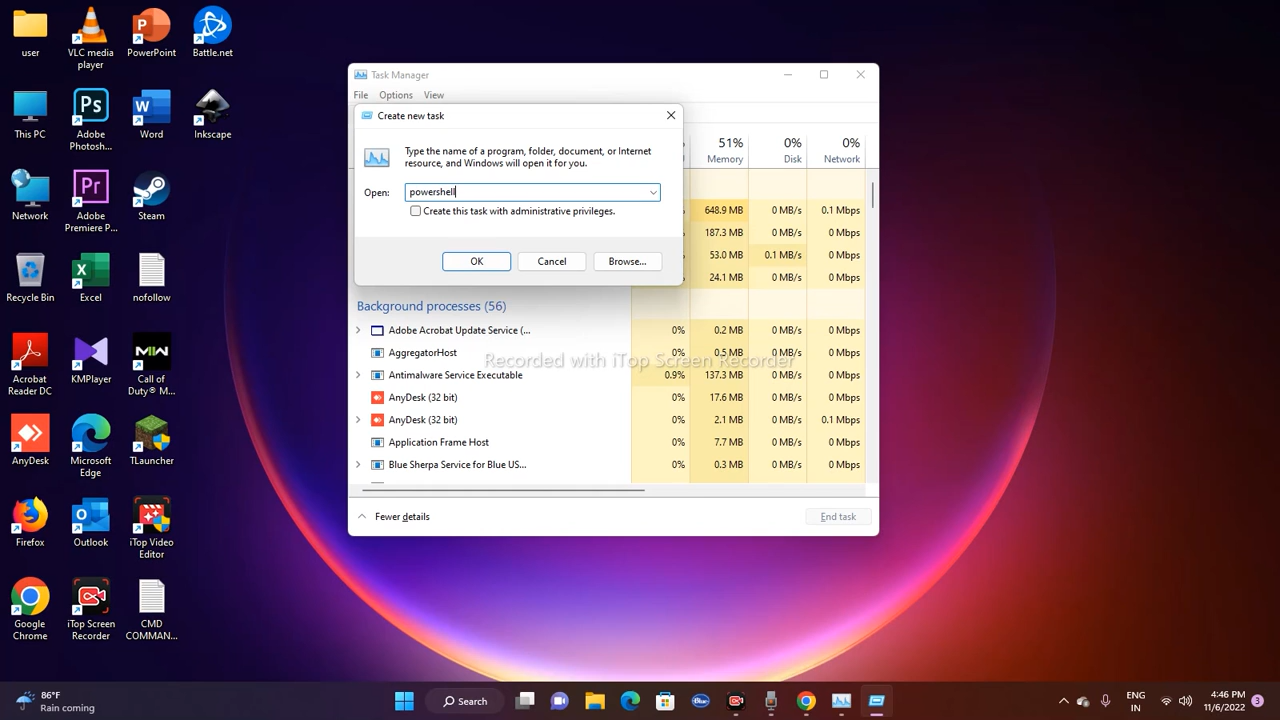 user
VLC media
player
PowerPoint
Battle.net
This PC
Adobe
Photosh...
Word
Inkscape
Network
Adobe
Premiere P...
Steam
Recycle Bin
Excel
nofollow
Acrobat
Reader DC
KMPlayer
Call of
Duty® M...
AnyDesk
Microsoft
Edge
TLauncher
Firefox
Outlook
iTop Video
Editor
Google
Chrome
iTop Screen
Recorder
CMD
COMMAN...
Task Manager
File Options View
Create new task
Type the name of a program, folder, document, or Internet
resource, and Windows will open it for you.
Open: powershell
Create this task with administrative privileges.
OK Cancel Browse...
51% 0% 0%
Memory Disk Network
648.9 MB 0 MB/s 0.1 Mbps
187.3 MB 0 MB/s 0 Mbps
53.0 MB 0.1 MB/s 0 Mbps
24.1 MB 0 MB/s 0 Mbps
Background processes (56)
Adobe Acrobat Update Service (... 0% 0.2 MB 0 MB/s 0 Mbps
AggregatorHost 0% 0.5 MB 0 MB/s 0 Mbps
Recorded with iTop Screen Recorder
Antimalware Service Executable 0.9% 137.3 MB 0 MB/s 0 Mbps
AnyDesk (32 bit) 0% 17.6 MB 0 MB/s 0 Mbps
AnyDesk (32 bit) 0% 2.1 MB 0 MB/s 0.1 Mbps
Application Frame Host 0% 7.7 MB 0 MB/s 0 Mbps
Blue Sherpa Service for Blue US... 0% 0.3 MB 0 MB/s 0 Mbps
Fewer details End task
86°F
Rain coming
Search
Blue
ENG
IN
4:46 PM
11/6/2022
3